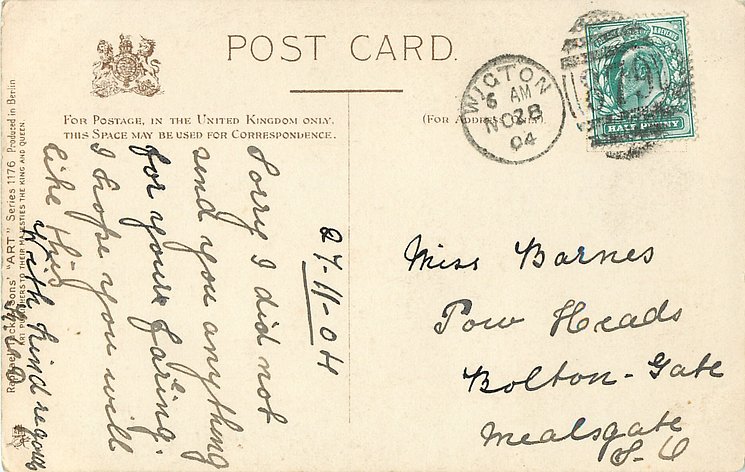 POST CARD.
FOR POSTAGE, IN THE UNITED KINGDOM ONLY,
THIS SPACE MAY BE USED FOR CORRESPONDENCE.
(FOR ADDRESS ONLY)
WIGTON
6 AM
NO 28
04
HALF PENNY
27-11-04
Sorry I did not
send you anything
for your fairing.
I hope you will
like this
With kind regards
Miss Barnes
Pow Heads
Bolton-Gate
Mealsgate
S.O
Raphael Tuck & Sons' "ART" Series 1176 Produced in Berlin
ART PUBLISHERS TO THEIR MAJESTIES THE KING AND QUEEN.